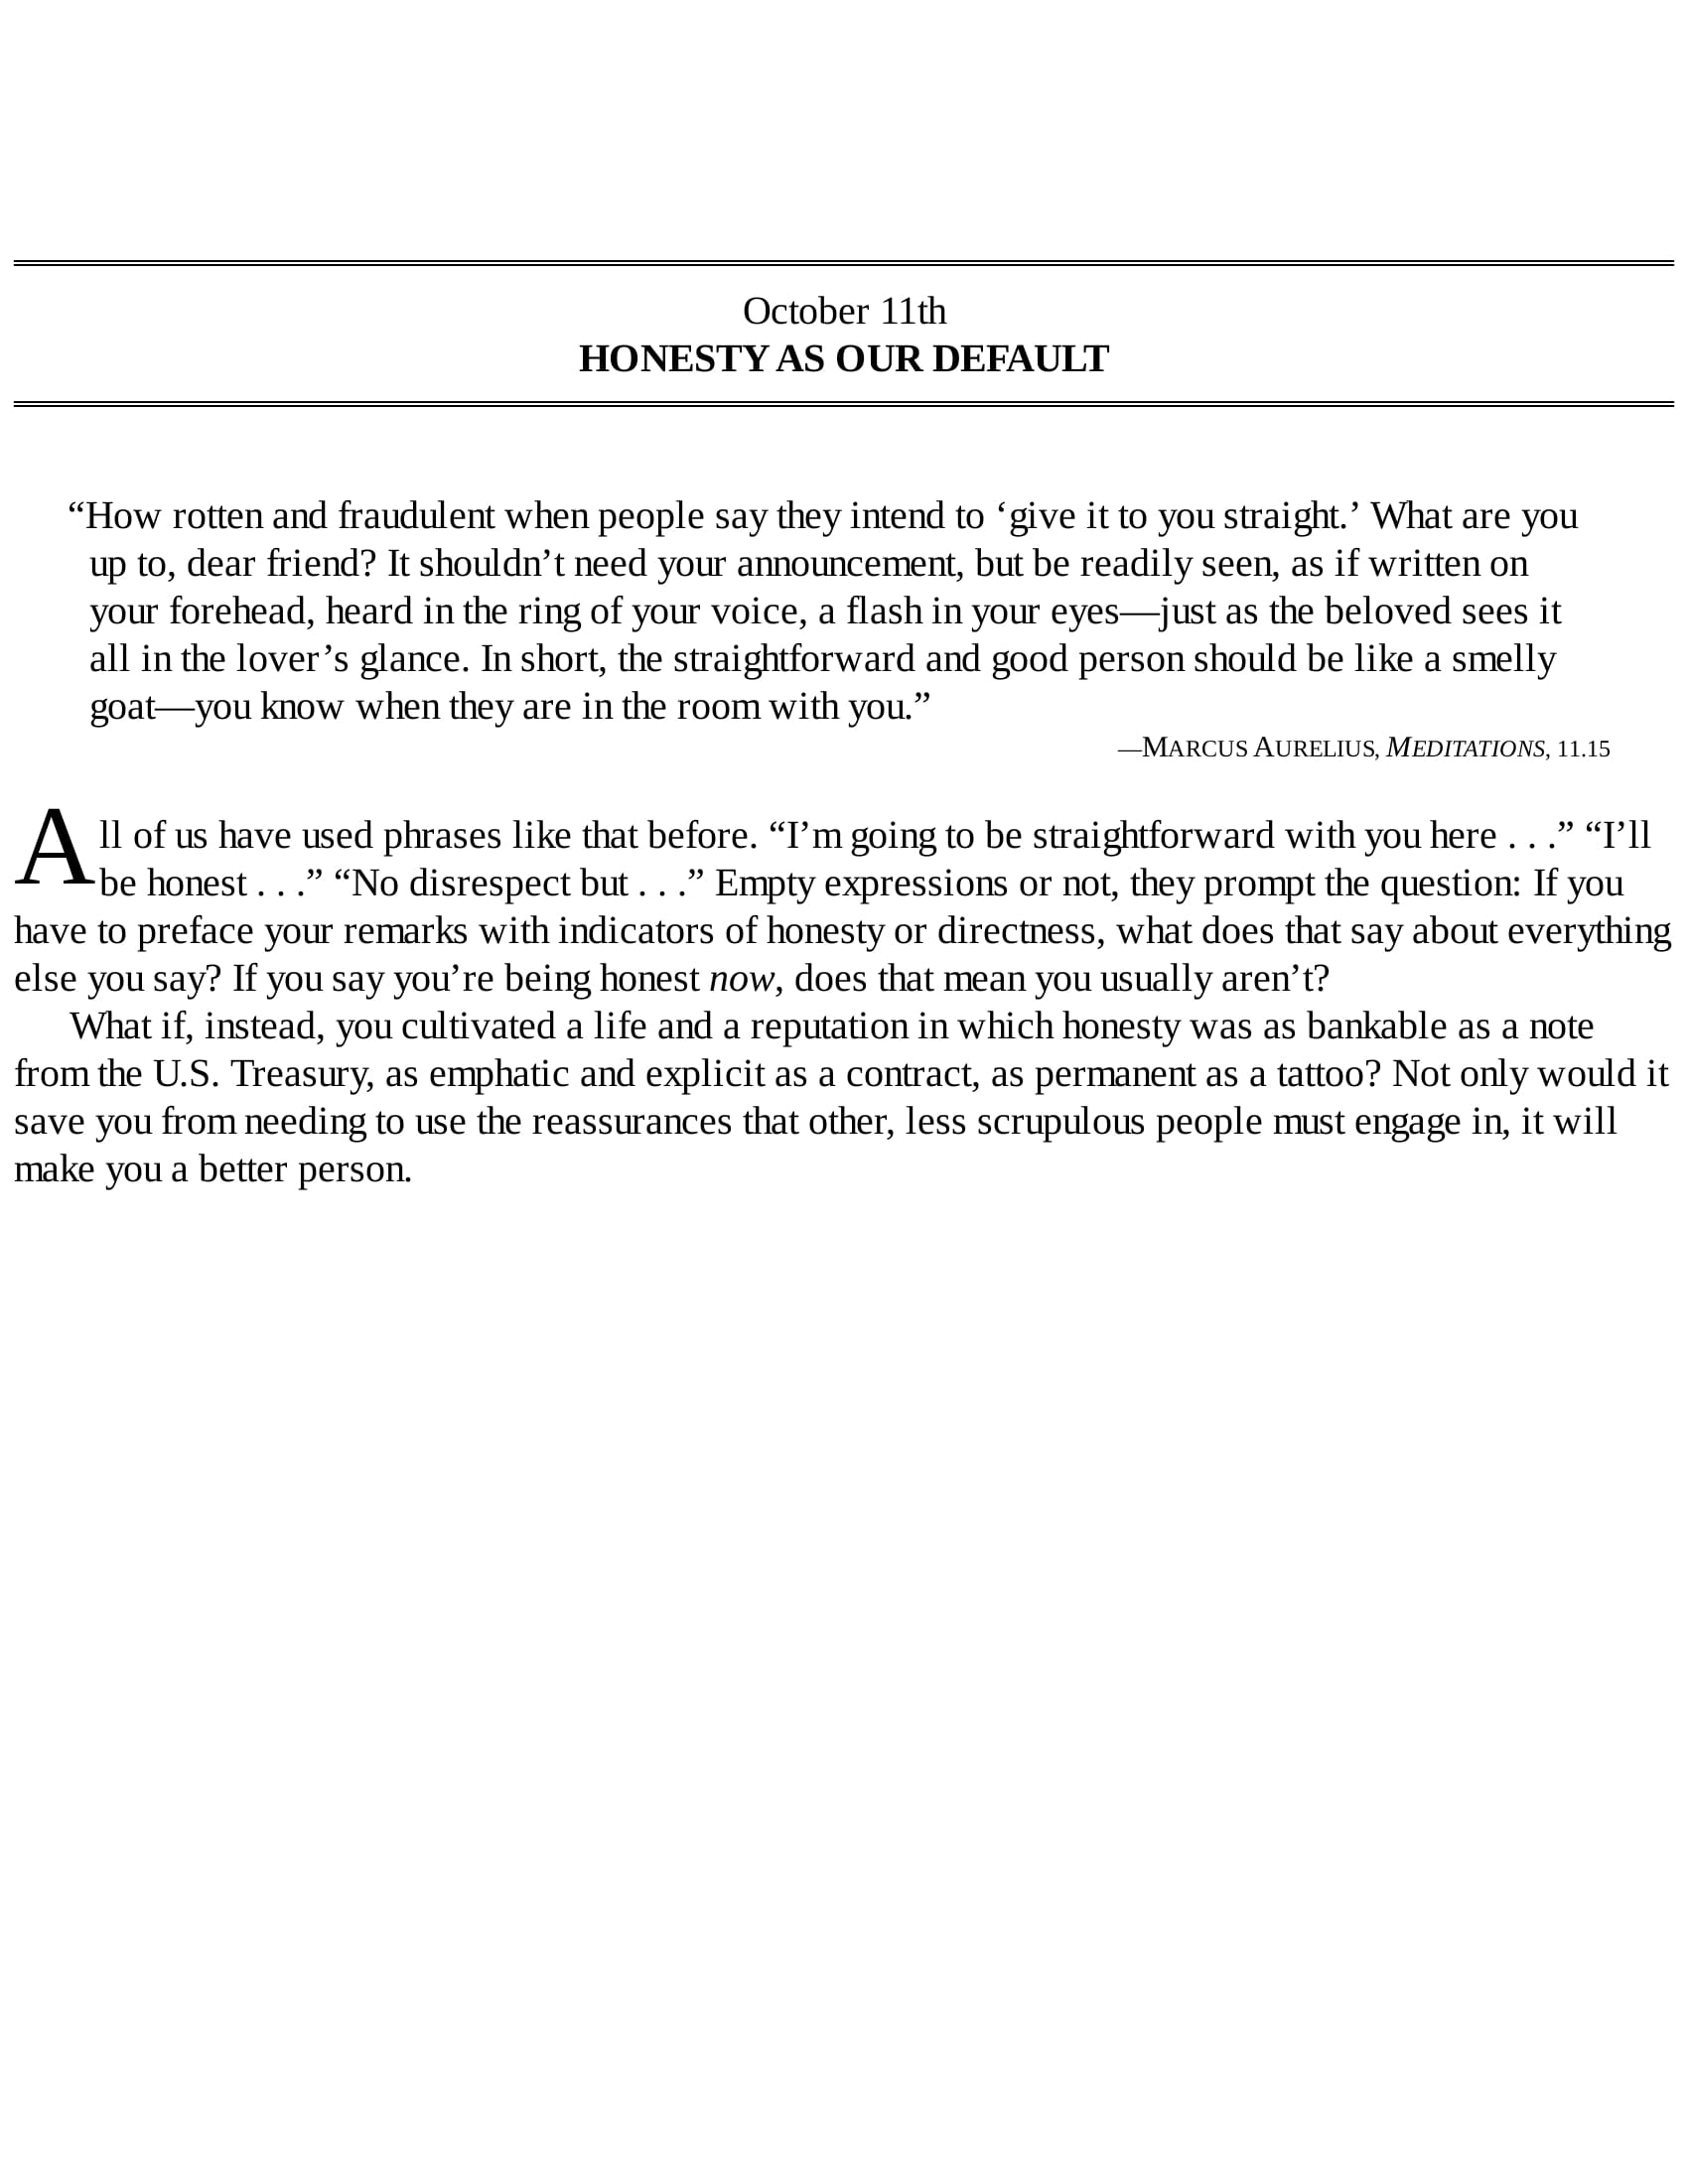 October 11th
HONESTY AS OUR DEFAULT
“How rotten and fraudulent when people say they intend to ‘give it to you straight.’ What are you
up to, dear friend? It shouldn’t need your announcement, but be readily seen, as if written on
your forehead, heard in the ring of your voice, a flash in your eyes—just as the beloved sees it
all in the lover’s glance. In short, the straightforward and good person should be like a smelly
goat—you know when they are in the room with you.”
—MARCUS AURELIUS, MEDITATIONS, 11.15
All of us have used phrases like that before. “I’m going to be straightforward with you here . . .” “I’ll
be honest . . .” “No disrespect but . . .” Empty expressions or not, they prompt the question: If you
have to preface your remarks with indicators of honesty or directness, what does that say about everything
else you say? If you say you’re being honest now, does that mean you usually aren’t?
What if, instead, you cultivated a life and a reputation in which honesty was as bankable as a note
from the U.S. Treasury, as emphatic and explicit as a contract, as permanent as a tattoo? Not only would it
save you from needing to use the reassurances that other, less scrupulous people must engage in, it will
make you a better person.